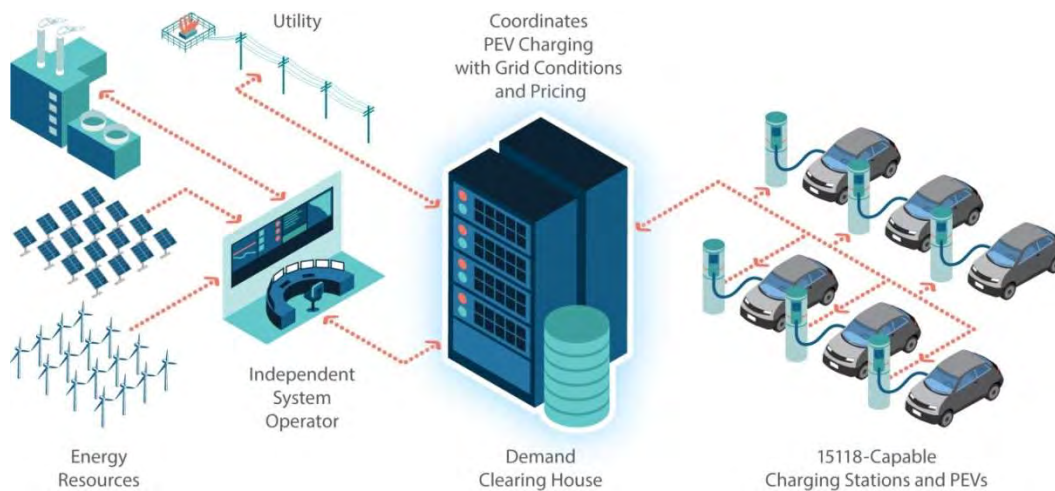 Utility
Coordinates
PEV Charging
with Grid Conditions
and Pricing
Independent
System
Operator
Energy
Resources
Demand
Clearing House
15118-Capable
Charging Stations and PEVs